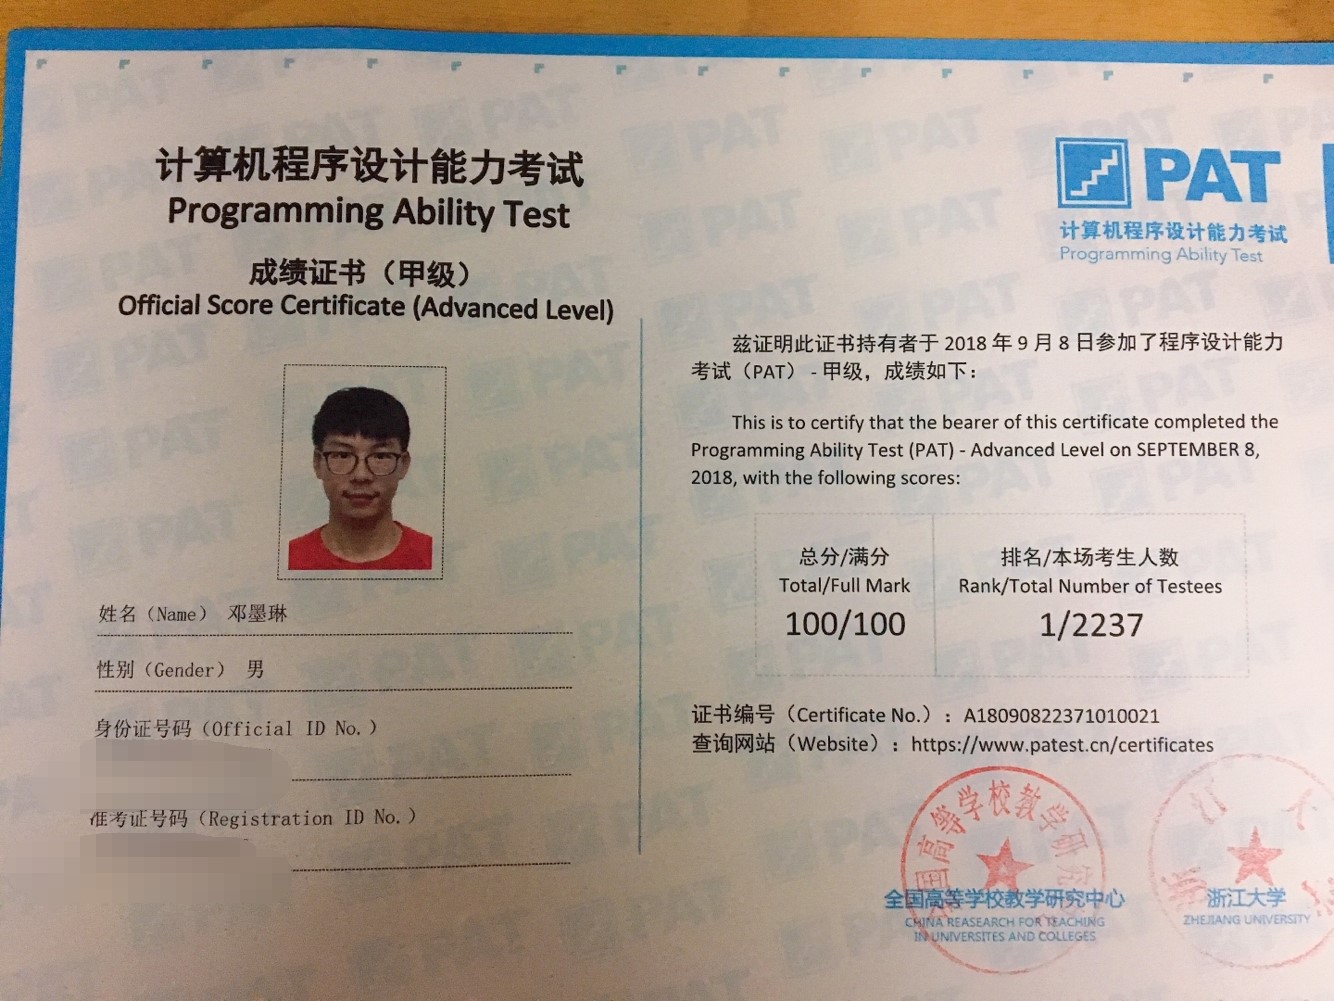 计算机程序设计能力考试
Programming Ability Test
成绩证书（甲级）
Official Score Certificate (Advanced Level)
姓名（Name） 邓墨琳
性别（Gender） 男
身份证号码（Official ID No.）
准考证号码（Registration ID No.）
PAT
计算机程序设计能力考试
Programming Ability Test
兹证明此证书持有者于 2018 年 9 月 8 日参加了程序设计能力
考试（PAT） - 甲级，成绩如下：
This is to certify that the bearer of this certificate completed the
Programming Ability Test (PAT) - Advanced Level on SEPTEMBER 8,
2018, with the following scores:
总分/满分
Total/Full Mark
100/100
排名/本场考生人数
Rank/Total Number of Testees
1/2237
证书编号（Certificate No.）：A18090822371010021
查询网站（Website）：https://www.patest.cn/certificates
全国高等学校教学研究中心
CHINA REASEARCH FOR TEACHING
IN UNIVERSITES AND COLLEGES
浙江大学
ZHEJIANG UNIVERSITY